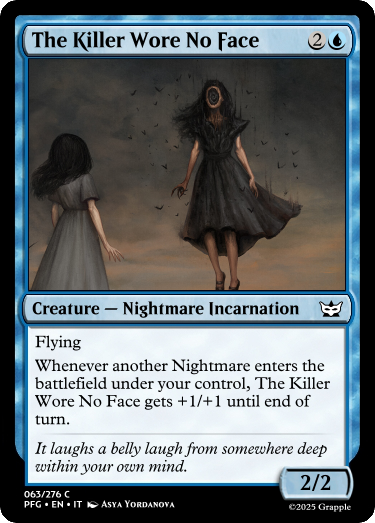 The Killer Wore No Face 2
Creature — Nightmare Incarnation
Flying
Whenever another Nightmare enters the
battlefield under your control, The Killer
Wore No Face gets +1/+1 until end of
turn.
It laughs a belly laugh from somewhere deep
within your own mind.
2/2
063/276 C
PFG • EN • IT Asya Yordanova
©2025 Grapple